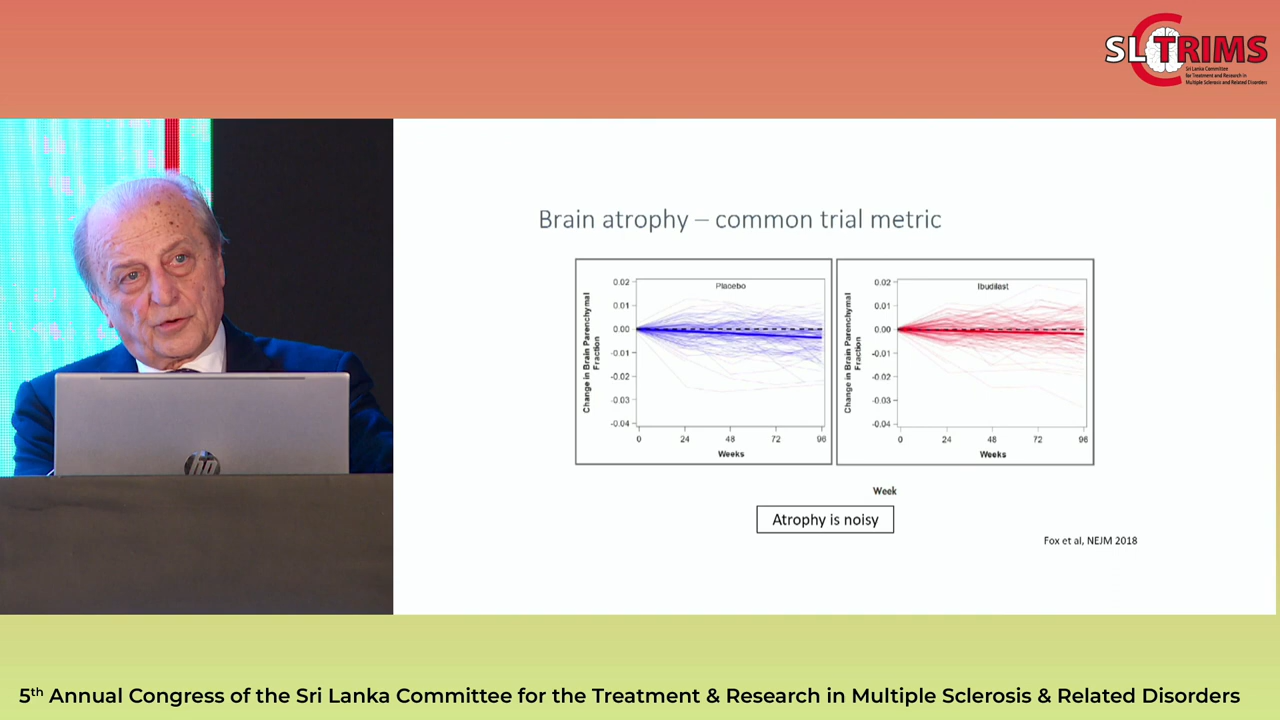 SLCTRIMS
Sri Lanka Committee
for Treatment and Research in
Multiple Sclerosis and Related Disorders
Brain atrophy – common trial metric
Placebo
Change in Brain Parenchymal
Fraction
0.02
0.01
0.00
-0.01
-0.02
-0.03
-0.04
0 24 48 72 96
Weeks
Ibudilast
Change in Brain Parenchymal
Fraction
0.02
0.01
0.00
-0.01
-0.02
-0.03
-0.04
0 24 48 72 96
Weeks
Week
Atrophy is noisy
Fox et al, NEJM 2018
hp
5th Annual Congress of the Sri Lanka Committee for the Treatment & Research in Multiple Sclerosis & Related Disorders